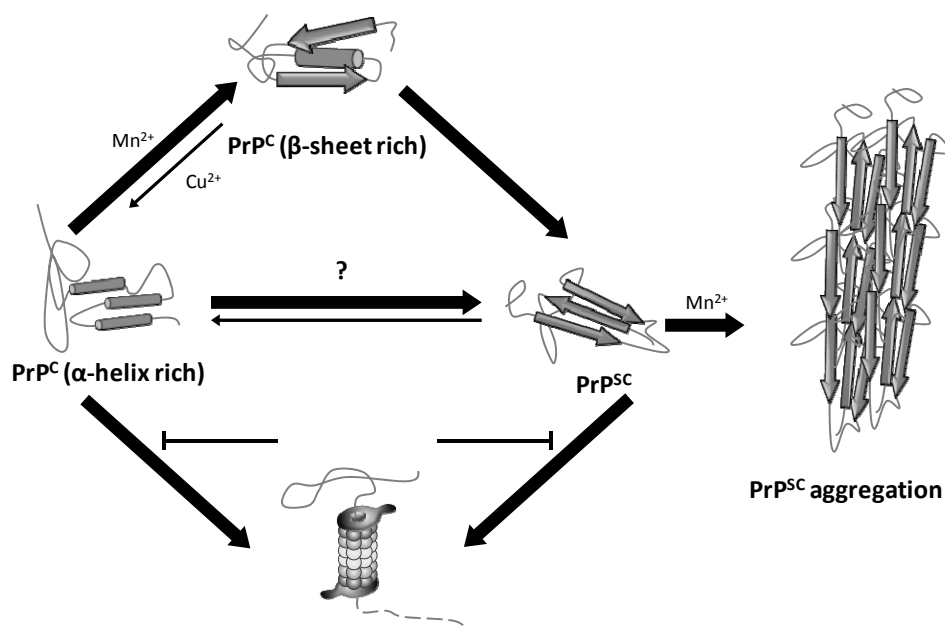 Mn²⁺
PrPᶜ (β-sheet rich)
Cu²⁺
?
Mn²⁺
PrPᶜ (α-helix rich)
PrPˢᶜ
PrPˢᶜ aggregation